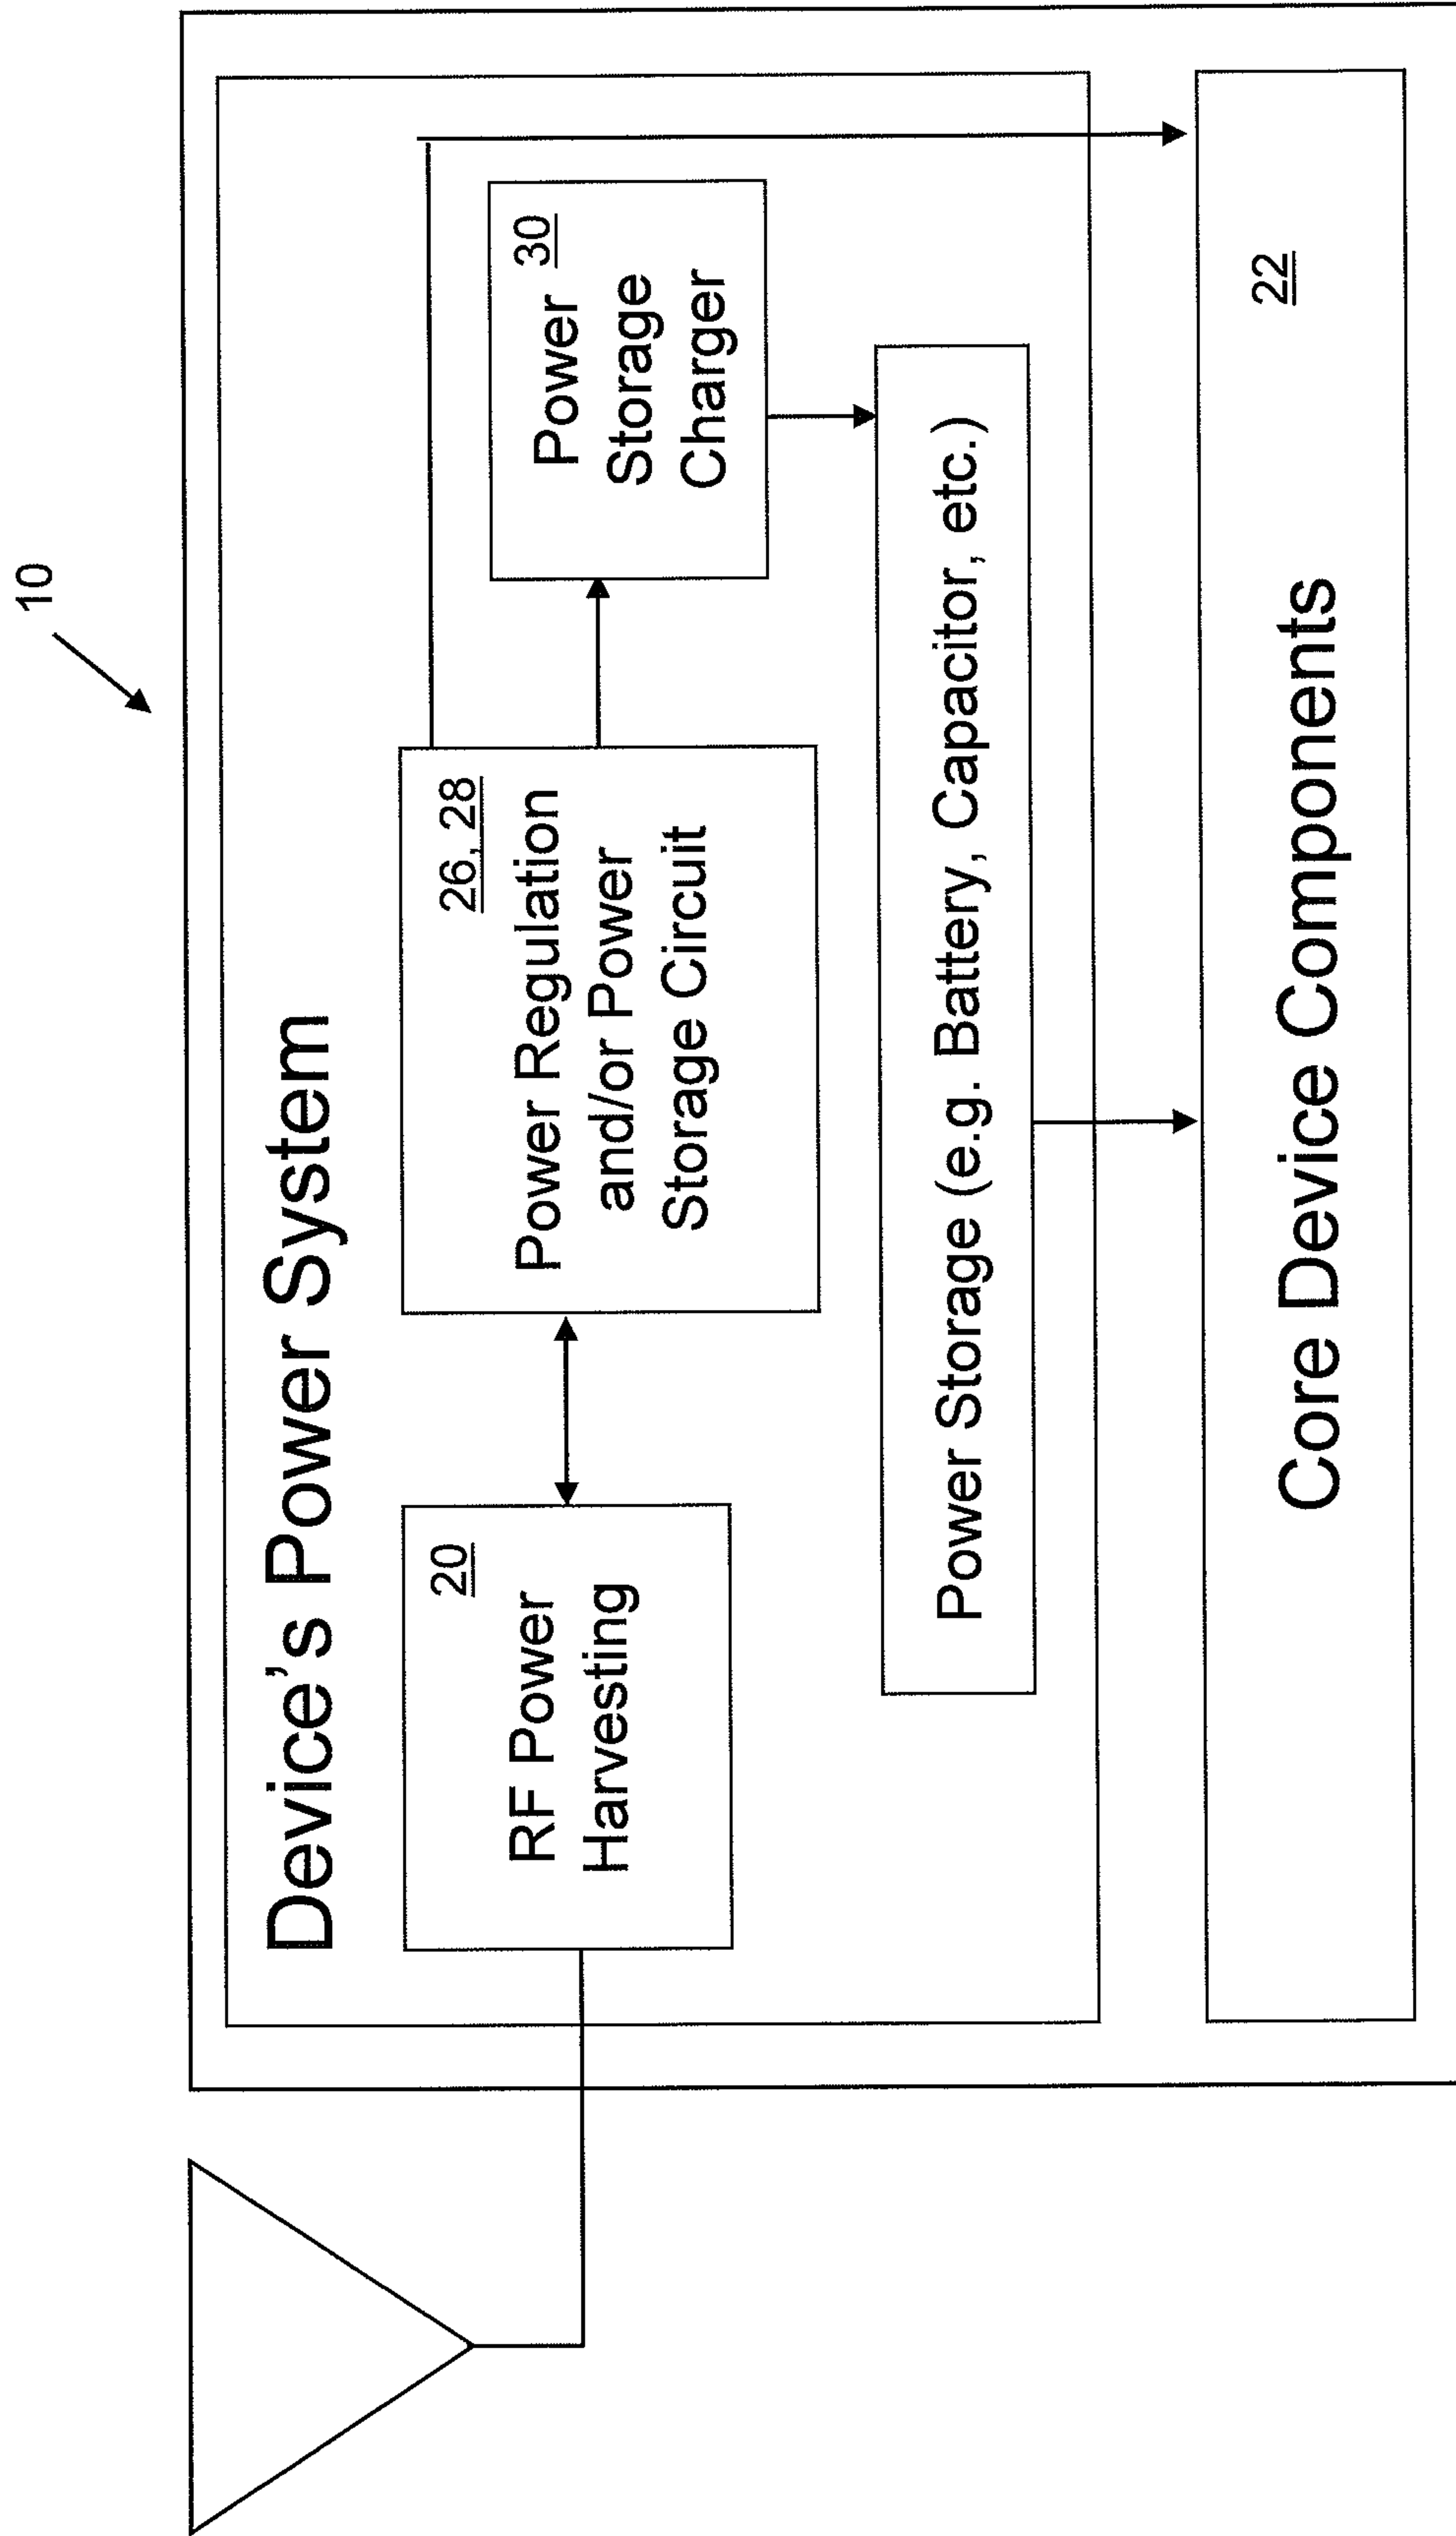 10
Device's Power System
20
RF Power
Harvesting
26, 28
Power Regulation
and/or Power
Storage Circuit
30
Power
Storage
Charger
Power Storage (e.g. Battery, Capacitor, etc.)
22
Core Device Components